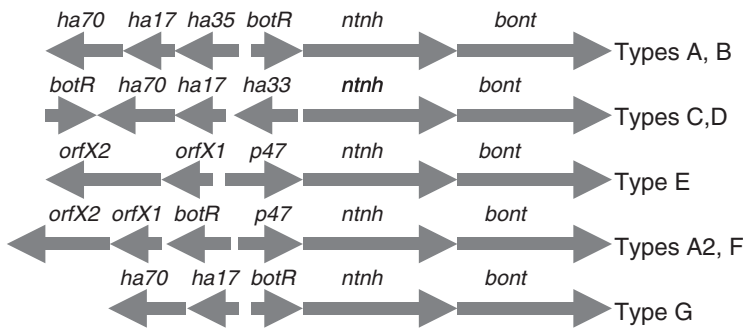 ha70 ha17 ha35 botR ntnh bont
Types A, B
botR ha70 ha17 ha33 ntnh bont
Types C,D
orfX2 orfX1 p47 ntnh bont
Type E
orfX2 orfX1 botR p47 ntnh bont
Types A2, F
ha70 ha17 botR ntnh bont
Type G